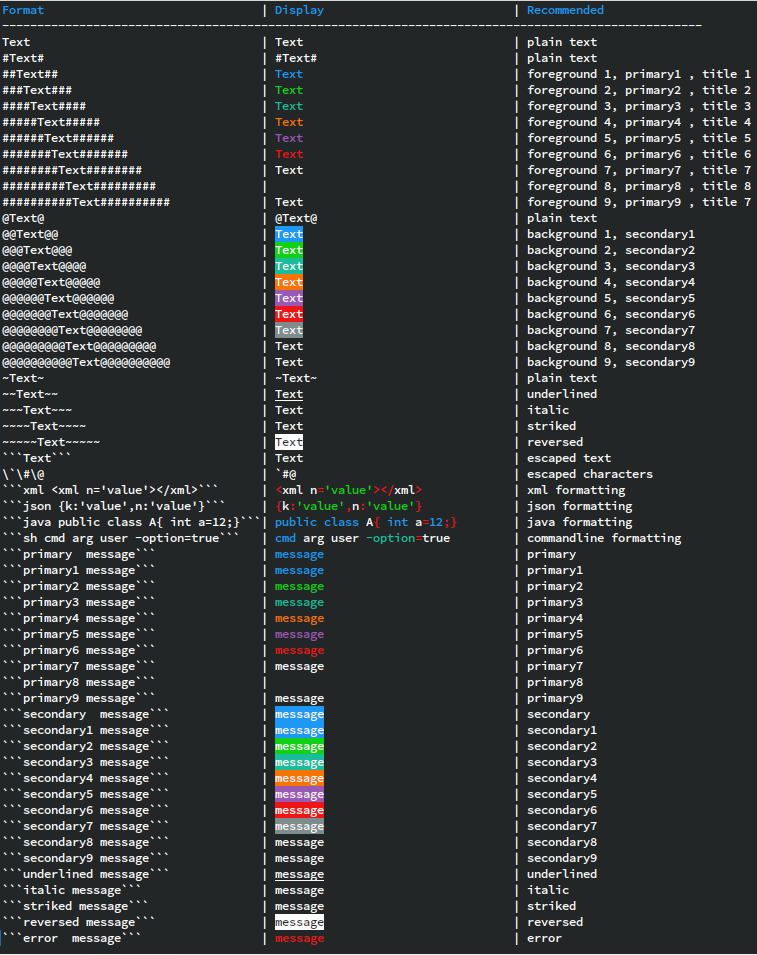 Format | Display | Recommended
----------------------------------------------------------------------------------------------------
Text | Text | plain text
#Text# | #Text# | plain text
##Text## | Text | foreground 1, primary1 , title 1
###Text### | Text | foreground 2, primary2 , title 2
####Text#### | Text | foreground 3, primary3 , title 3
#####Text##### | Text | foreground 4, primary4 , title 4
######Text###### | Text | foreground 5, primary5 , title 5
#######Text####### | Text | foreground 6, primary6 , title 6
########Text######## | Text | foreground 7, primary7 , title 7
#########Text######### | | foreground 8, primary8 , title 8
##########Text########## | Text | foreground 9, primary9 , title 7
@Text@ | @Text@ | plain text
@@Text@@ | Text | background 1, secondary1
@@@Text@@@ | Text | background 2, secondary2
@@@@Text@@@@ | Text | background 3, secondary3
@@@@@Text@@@@@ | Text | background 4, secondary4
@@@@@@Text@@@@@@ | Text | background 5, secondary5
@@@@@@@Text@@@@@@@ | Text | background 6, secondary6
@@@@@@@@Text@@@@@@@@ | Text | background 7, secondary7
@@@@@@@@@Text@@@@@@@@@ | Text | background 8, secondary8
@@@@@@@@@@Text@@@@@@@@@@ | Text | background 9, secondary9
~Text~ | ~Text~ | plain text
~~Text~~ | Text | underlined
~~~Text~~~ | Text | italic
~~~~Text~~~~ | Text | striked
~~~~~Text~~~~~ | Text | reversed
```Text``` | Text | escaped text
\`\#\@ | `#@ | escaped characters
```xml <xml n='value'></xml>``` | <xml n='value'></xml> | xml formatting
```json {k:'value',n:'value'}``` | {k:'value',n:'value'} | json formatting
```java public class A{ int a=12;}``` | public class A{ int a=12;} | java formatting
```sh cmd arg user -option=true``` | cmd arg user -option=true | commandline formatting
```primary  message``` | message | primary
```primary1 message``` | message | primary1
```primary2 message``` | message | primary2
```primary3 message``` | message | primary3
```primary4 message``` | message | primary4
```primary5 message``` | message | primary5
```primary6 message``` | message | primary6
```primary7 message``` | message | primary7
```primary8 message``` | | primary8
```primary9 message``` | message | primary9
```secondary  message``` | message | secondary
```secondary1 message``` | message | secondary1
```secondary2 message``` | message | secondary2
```secondary3 message``` | message | secondary3
```secondary4 message``` | message | secondary4
```secondary5 message``` | message | secondary5
```secondary6 message``` | message | secondary6
```secondary7 message``` | message | secondary7
```secondary8 message``` | message | secondary8
```secondary9 message``` | message | secondary9
```underlined message``` | message | underlined
```italic message``` | message | italic
```striked message``` | message | striked
```reversed message``` | message | reversed
```error  message``` | message | error